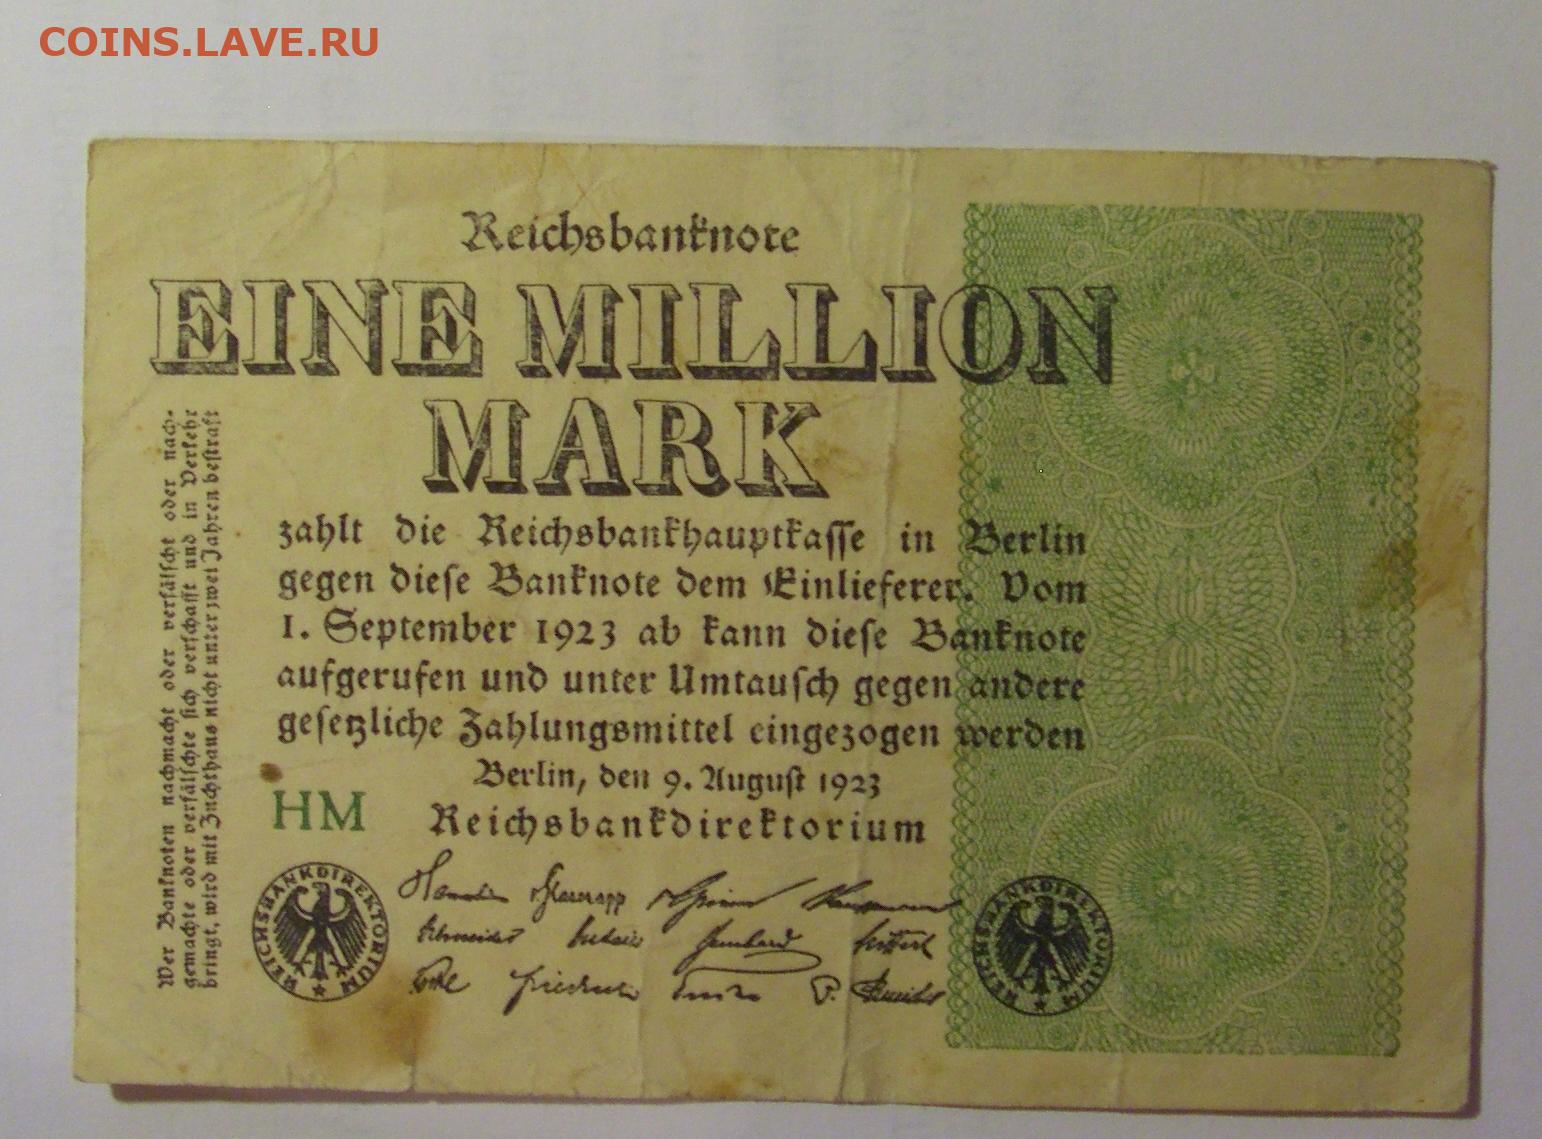 COINS.LAVE.RU
Reichsbanknote
EINE MILLION
MARK
zahlt die Reichsbankhauptkasse in Berlin
gegen diese Banknote dem Einlieferer. Vom
1. September 1923 ab kann diese Banknote
aufgerufen und unter Umtausch gegen andere
gesetzliche Zahlungsmittel eingezogen werden
Berlin, den 9. August 1923
HM
Reichsbankdirektorium
Wer Banknoten nachmacht oder verfälscht oder nach-
gemachte oder verfälschte sich verschafft und in Verkehr
bringt, wird mit Zuchthaus nicht unter zwei Jahren bestraft
REICHSBANKDIREKTORIUM
REICHSBANKDIREKTORIUM